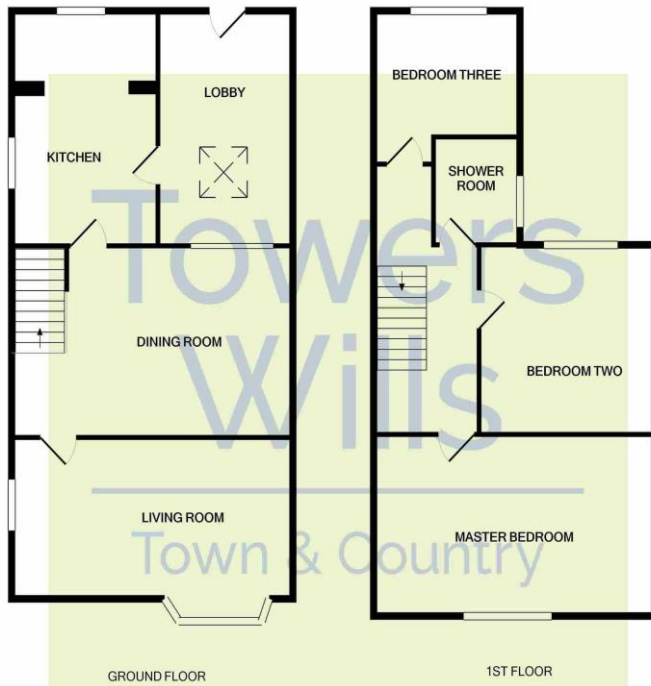 LOBBY
KITCHEN
DINING ROOM
LIVING ROOM
GROUND FLOOR
BEDROOM THREE
SHOWER
ROOM
BEDROOM TWO
MASTER BEDROOM
1ST FLOOR
Towers
Wills
Town & Country